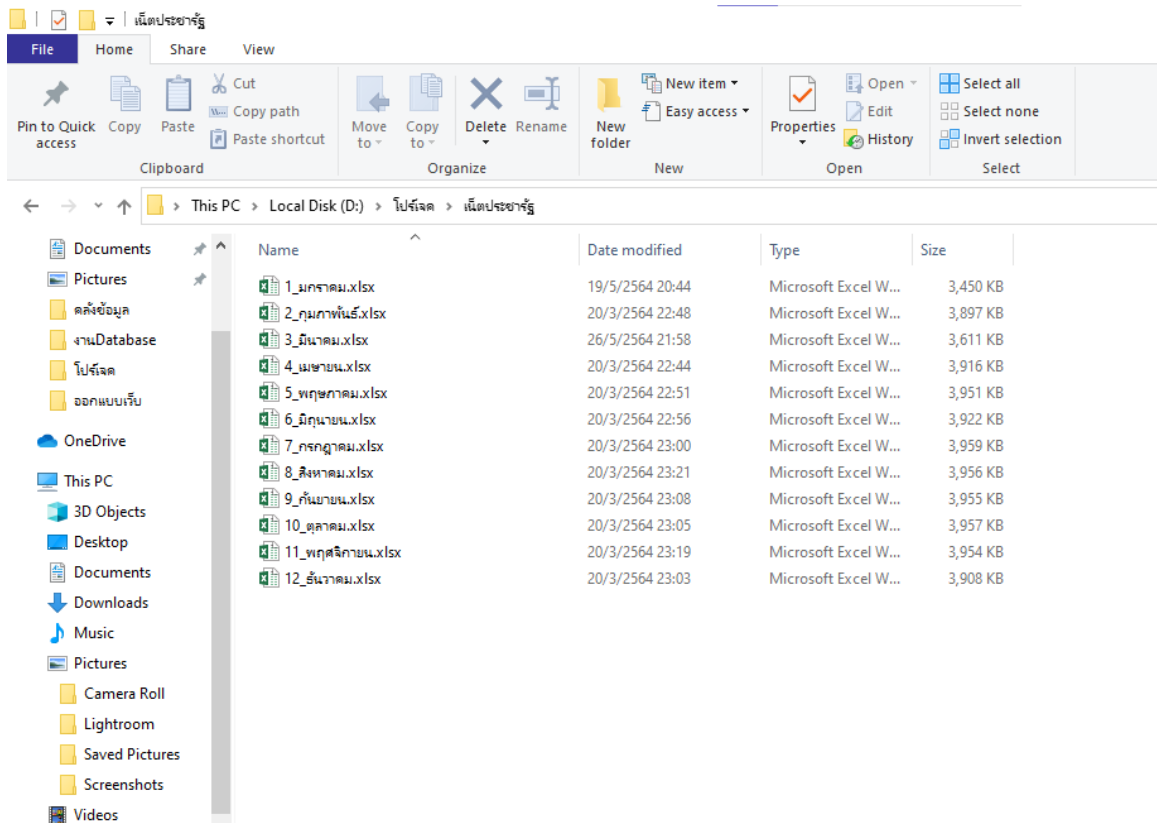 เน็ตประชารัฐ
File Home Share View
Cut
Copy path
Paste shortcut
Pin to Quick access
Copy
Paste
Clipboard
Move to
Copy to
Delete
Rename
Organize
New folder
New item
Easy access
New
Properties
Open
Edit
History
Open
Select all
Select none
Invert selection
Select
This PC > Local Disk (D:) > โปร์เจค > เน็ตประชารัฐ
Documents
Pictures
คลังข้อมูล
งานDatabase
โปร์เจค
ออกแบบเว็บ
OneDrive
This PC
3D Objects
Desktop
Documents
Downloads
Music
Pictures
Camera Roll
Lightroom
Saved Pictures
Screenshots
Videos
Name Date modified Type Size
1_มกราคม.xlsx 19/5/2564 20:44 Microsoft Excel W... 3,450 KB
2_กุมภาพันธ์.xlsx 20/3/2564 22:48 Microsoft Excel W... 3,897 KB
3_มีนาคม.xlsx 26/5/2564 21:58 Microsoft Excel W... 3,611 KB
4_เมษายน.xlsx 20/3/2564 22:44 Microsoft Excel W... 3,916 KB
5_พฤษภาคม.xlsx 20/3/2564 22:51 Microsoft Excel W... 3,951 KB
6_มิถุนายน.xlsx 20/3/2564 22:56 Microsoft Excel W... 3,922 KB
7_กรกฎาคม.xlsx 20/3/2564 23:00 Microsoft Excel W... 3,959 KB
8_สิงหาคม.xlsx 20/3/2564 23:21 Microsoft Excel W... 3,956 KB
9_กันยายน.xlsx 20/3/2564 23:08 Microsoft Excel W... 3,955 KB
10_ตุลาคม.xlsx 20/3/2564 23:05 Microsoft Excel W... 3,957 KB
11_พฤศจิกายน.xlsx 20/3/2564 23:19 Microsoft Excel W... 3,954 KB
12_ธันวาคม.xlsx 20/3/2564 23:03 Microsoft Excel W... 3,908 KB